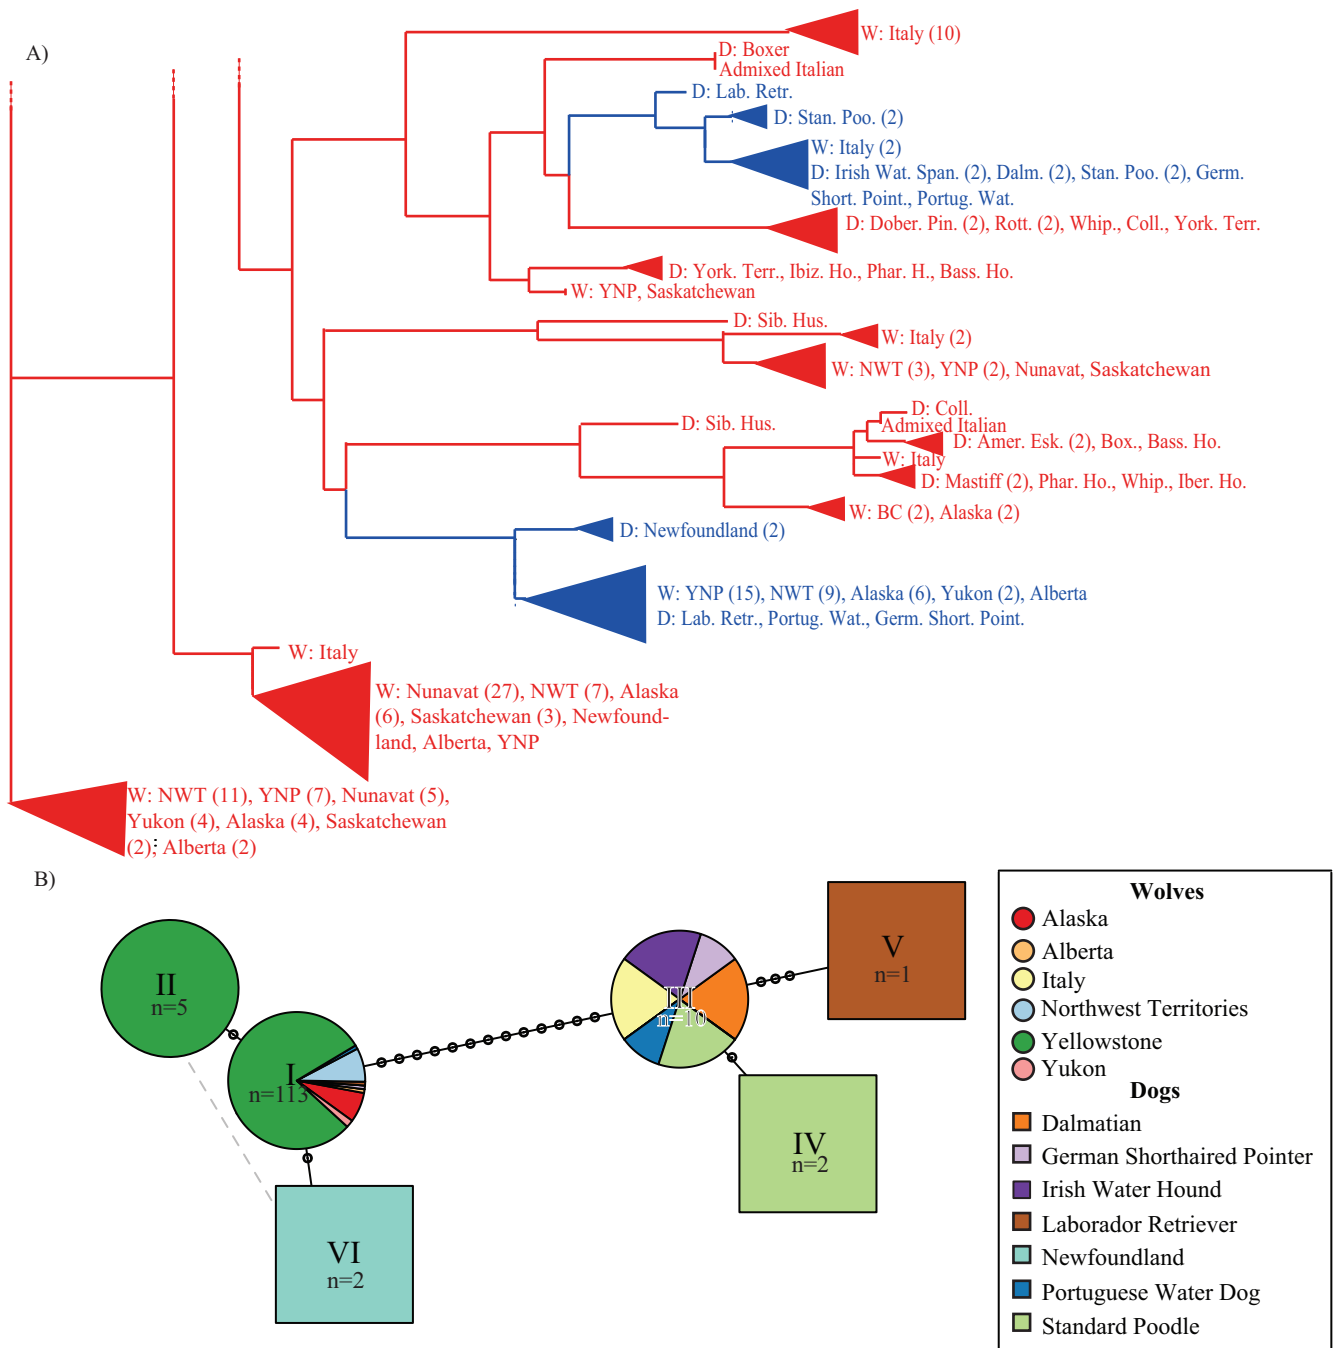 A)
W: Italy (10)
D: Boxer
Admixed Italian
D: Lab. Retr.
D: Stan. Poo. (2)
W: Italy (2)
D: Irish Wat. Span. (2), Dalm. (2), Stan. Poo. (2), Germ.
Short. Point., Portug. Wat.
D: Dober. Pin. (2), Rott. (2), Whip., Coll., York. Terr.
D: York. Terr., Ibiz. Ho., Phar. H., Bass. Ho.
W: YNP, Saskatchewan
D: Sib. Hus.
W: Italy (2)
W: NWT (3), YNP (2), Nunavat, Saskatchewan
D: Coll.
Admixed Italian
D: Sib. Hus.
D: Amer. Esk. (2), Box., Bass. Ho.
W: Italy
D: Mastiff (2), Phar. Ho., Whip., Iber. Ho.
W: BC (2), Alaska (2)
D: Newfoundland (2)
W: YNP (15), NWT (9), Alaska (6), Yukon (2), Alberta
D: Lab. Retr., Portug. Wat., Germ. Short. Point.
W: Italy
W: Nunavat (27), NWT (7), Alaska
(6), Saskatchewan (3), Newfound-
land, Alberta, YNP
W: NWT (11), YNP (7), Nunavat (5),
Yukon (4), Alaska (4), Saskatchewan
(2), Alberta (2)
B)
II
n=5
I
n=113
III
n=10
V
n=1
IV
n=2
VI
n=2
Wolves
Alaska
Alberta
Italy
Northwest Territories
Yellowstone
Yukon
Dogs
Dalmatian
German Shorthaired Pointer
Irish Water Hound
Laborador Retriever
Newfoundland
Portuguese Water Dog
Standard Poodle